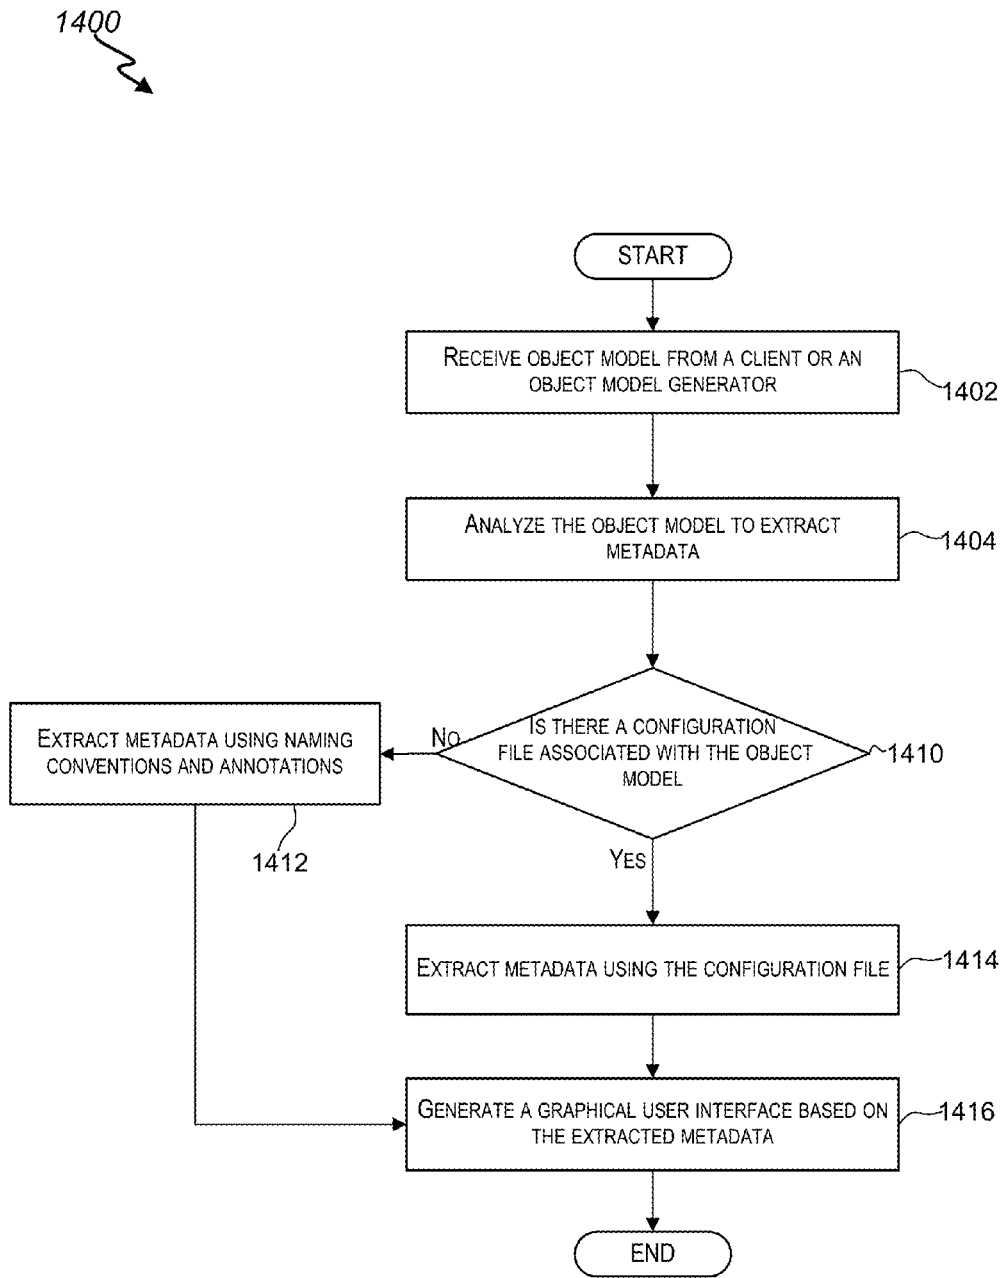 1400
START
RECEIVE OBJECT MODEL FROM A CLIENT OR AN
OBJECT MODEL GENERATOR
1402
ANALYZE THE OBJECT MODEL TO EXTRACT
METADATA
1404
IS THERE A CONFIGURATION
FILE ASSOCIATED WITH THE OBJECT
MODEL
1410
NO
EXTRACT METADATA USING NAMING
CONVENTIONS AND ANNOTATIONS
1412
YES
EXTRACT METADATA USING THE CONFIGURATION FILE
1414
GENERATE A GRAPHICAL USER INTERFACE BASED ON
THE EXTRACTED METADATA
1416
END